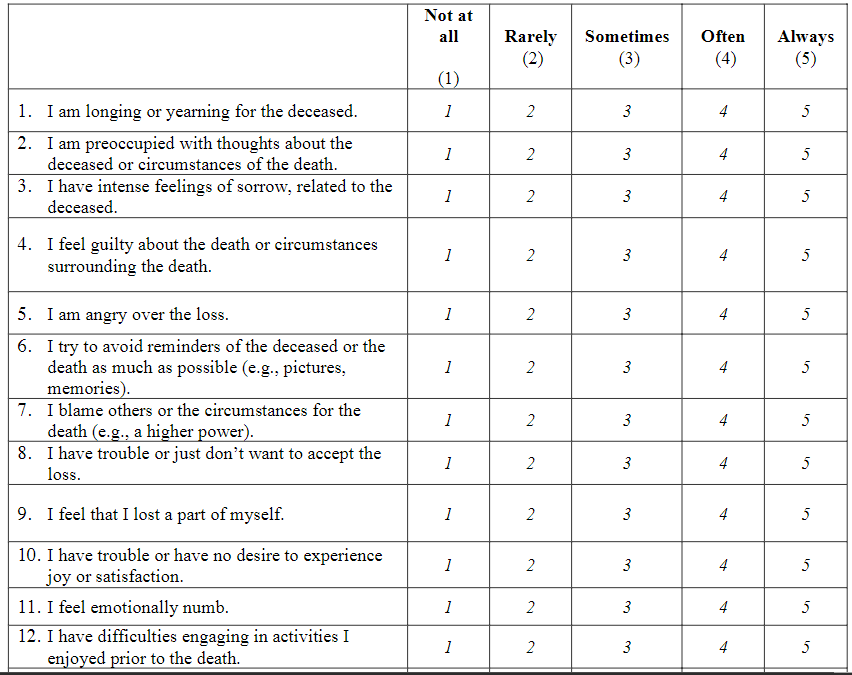 Not at all (1) Rarely (2) Sometimes (3) Often (4) Always (5)
1. I am longing or yearning for the deceased. 1 2 3 4 5
2. I am preoccupied with thoughts about the
deceased or circumstances of the death. 1 2 3 4 5
3. I have intense feelings of sorrow, related to the
deceased. 1 2 3 4 5
4. I feel guilty about the death or circumstances
surrounding the death. 1 2 3 4 5
5. I am angry over the loss. 1 2 3 4 5
6. I try to avoid reminders of the deceased or the
death as much as possible (e.g., pictures,
memories). 1 2 3 4 5
7. I blame others or the circumstances for the
death (e.g., a higher power). 1 2 3 4 5
8. I have trouble or just don’t want to accept the
loss. 1 2 3 4 5
9. I feel that I lost a part of myself. 1 2 3 4 5
10. I have trouble or have no desire to experience
joy or satisfaction. 1 2 3 4 5
11. I feel emotionally numb. 1 2 3 4 5
12. I have difficulties engaging in activities I
enjoyed prior to the death. 1 2 3 4 5